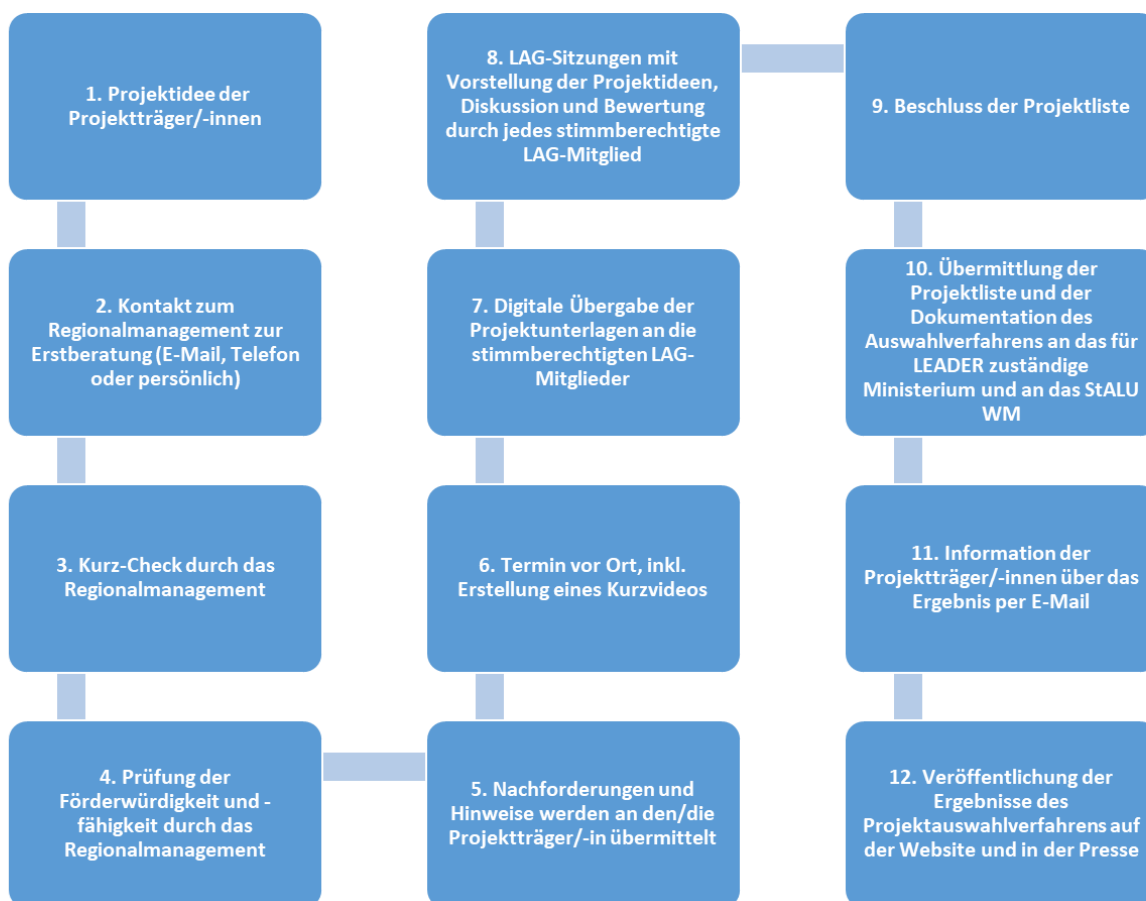 1. Projektidee der
Projektträger/-innen
2. Kontakt zum
Regionalmanagement zur
Erstberatung (E-Mail, Telefon
oder persönlich)
3. Kurz-Check durch das
Regionalmanagement
4. Prüfung der
Förderwürdigkeit und -
fähigkeit durch das
Regionalmanagement
5. Nachforderungen und
Hinweise werden an den/die
Projektträger/-in übermittelt
6. Termin vor Ort, inkl.
Erstellung eines Kurzvideos
7. Digitale Übergabe der
Projektunterlagen an die
stimmberechtigten LAG-
Mitglieder
8. LAG-Sitzungen mit
Vorstellung der Projektideen,
Diskussion und Bewertung
durch jedes stimmberechtigte
LAG-Mitglied
9. Beschluss der Projektliste
10. Übermittlung der
Projektliste und der
Dokumentation des
Auswahlverfahrens an das für
LEADER zuständige
Ministerium und an das StALU
WM
11. Information der
Projektträger/-innen über das
Ergebnis per E-Mail
12. Veröffentlichung der
Ergebnisse des
Projektauswahlverfahrens auf
der Website und in der Presse